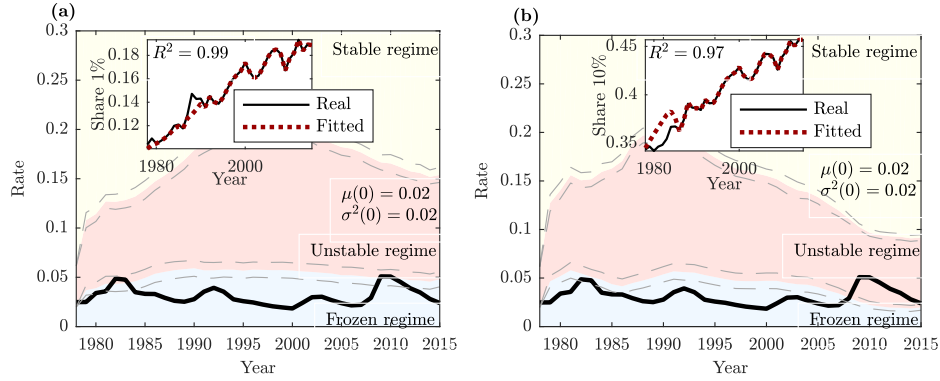 (a)
0.3
0.25
0.2
0.15
0.1
0.05
0
Rate
1980 1985 1990 1995 2000 2005 2010 2015
Year
R² = 0.99
Share 1%
0.18
0.16
0.14
0.12
1980 2000
Year
Real
Fitted
Stable regime
μ(0) = 0.02
σ²(0) = 0.02
Unstable regime
Frozen regime
(b)
0.3
0.25
0.2
0.15
0.1
0.05
0
Rate
1980 1985 1990 1995 2000 2005 2010 2015
Year
R² = 0.97
Share 10%
0.45
0.4
0.35
1980 2000
Year
Real
Fitted
Stable regime
μ(0) = 0.02
σ²(0) = 0.02
Unstable regime
Frozen regime